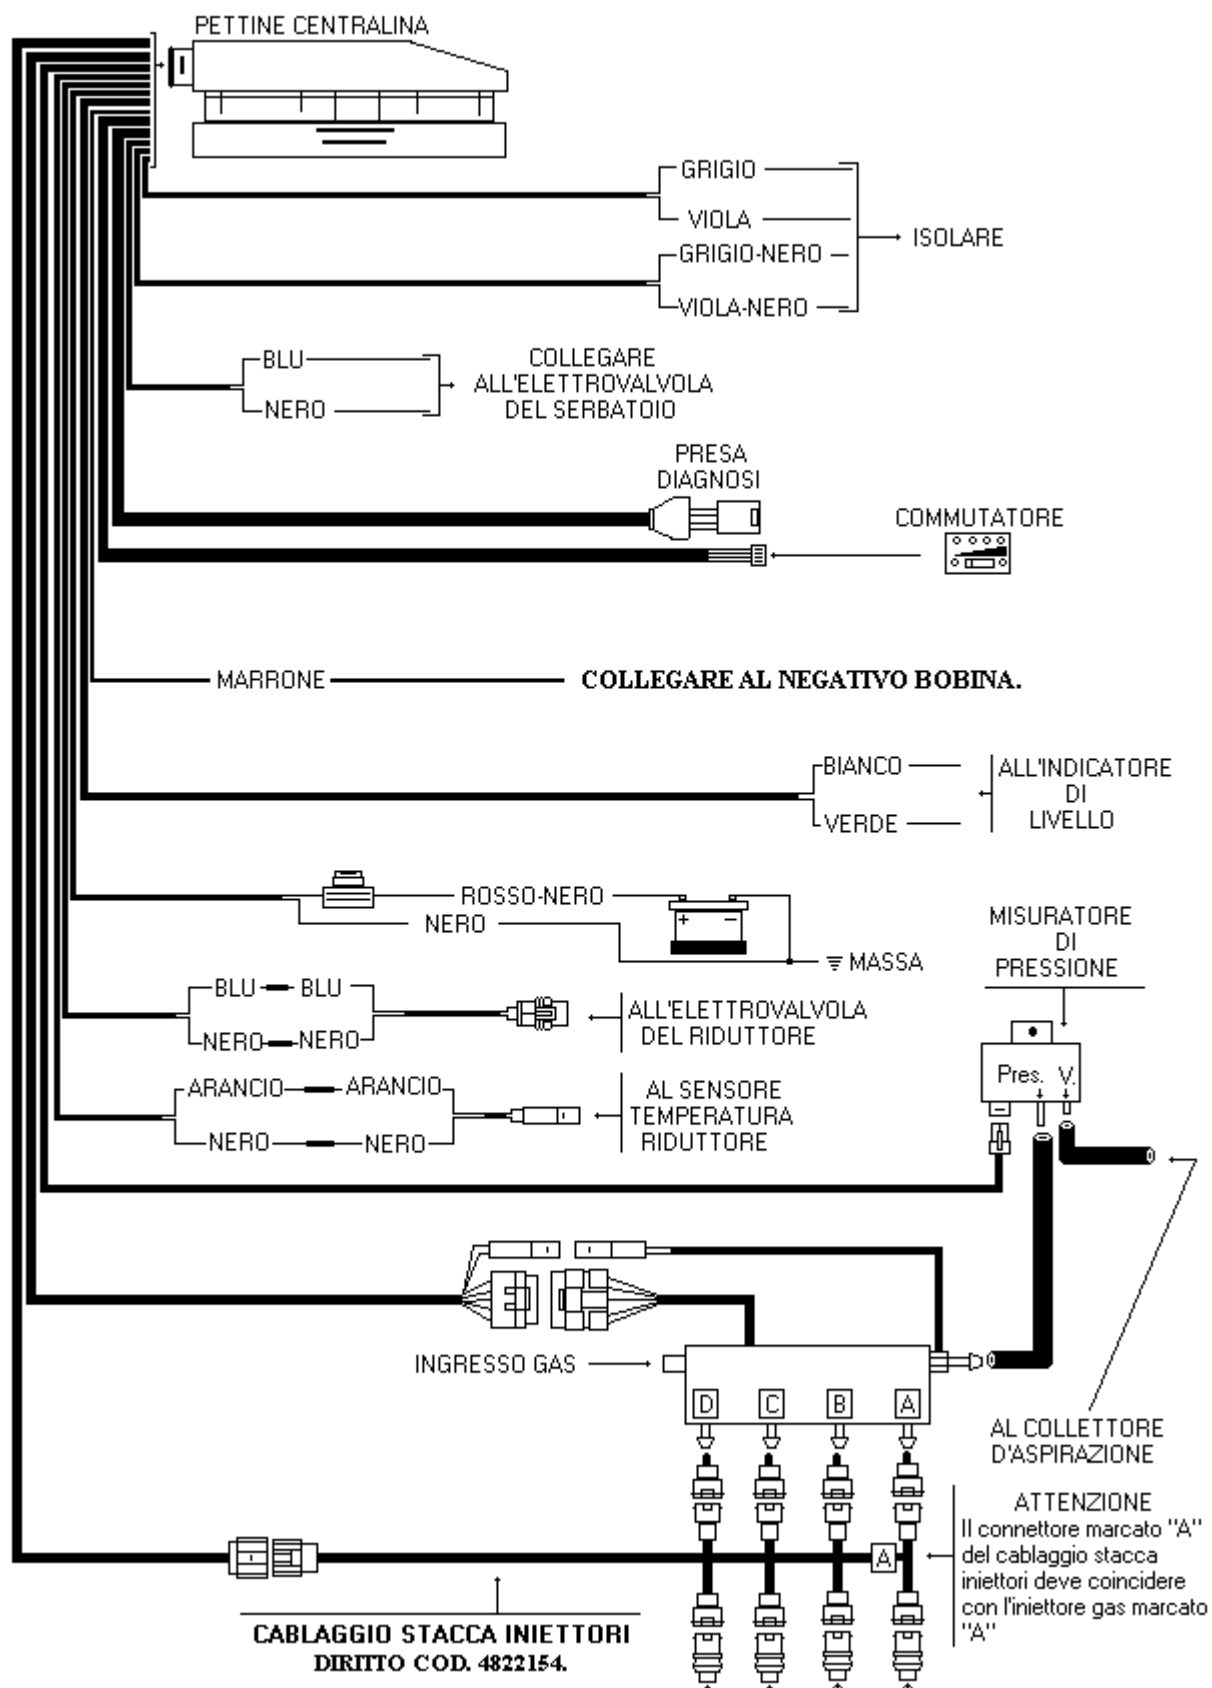 PETTINE CENTRALINA
GRIGIO
VIOLA
GRIGIO-NERO
VIOLA-NERO
ISOLARE
BLU
NERO
COLLEGARE
ALL'ELETTROVALVOLA
DEL SERBATOIO
PRESA
DIAGNOSI
COMMUTATORE
MARRONE
COLLEGARE AL NEGATIVO BOBINA.
BIANCO
VERDE
ALL'INDICATORE
DI
LIVELLO
ROSSO-NERO
NERO
+ −
MASSA
MISURATORE
DI
PRESSIONE
BLU BLU
NERO NERO
ALL'ELETTROVALVOLA
DEL RIDUTTORE
Pres. V.
ARANCIO ARANCIO
NERO NERO
AL SENSORE
TEMPERATURA
RIDUTTORE
INGRESSO GAS
D C B A
AL COLLETTORE
D'ASPIRAZIONE
A
ATTENZIONE
Il connettore marcato "A"
del cablaggio stacca
iniettori deve coincidere
con l'iniettore gas marcato
"A"
CABLAGGIO STACCA INIETTORI
DIRITTO COD. 4822154.